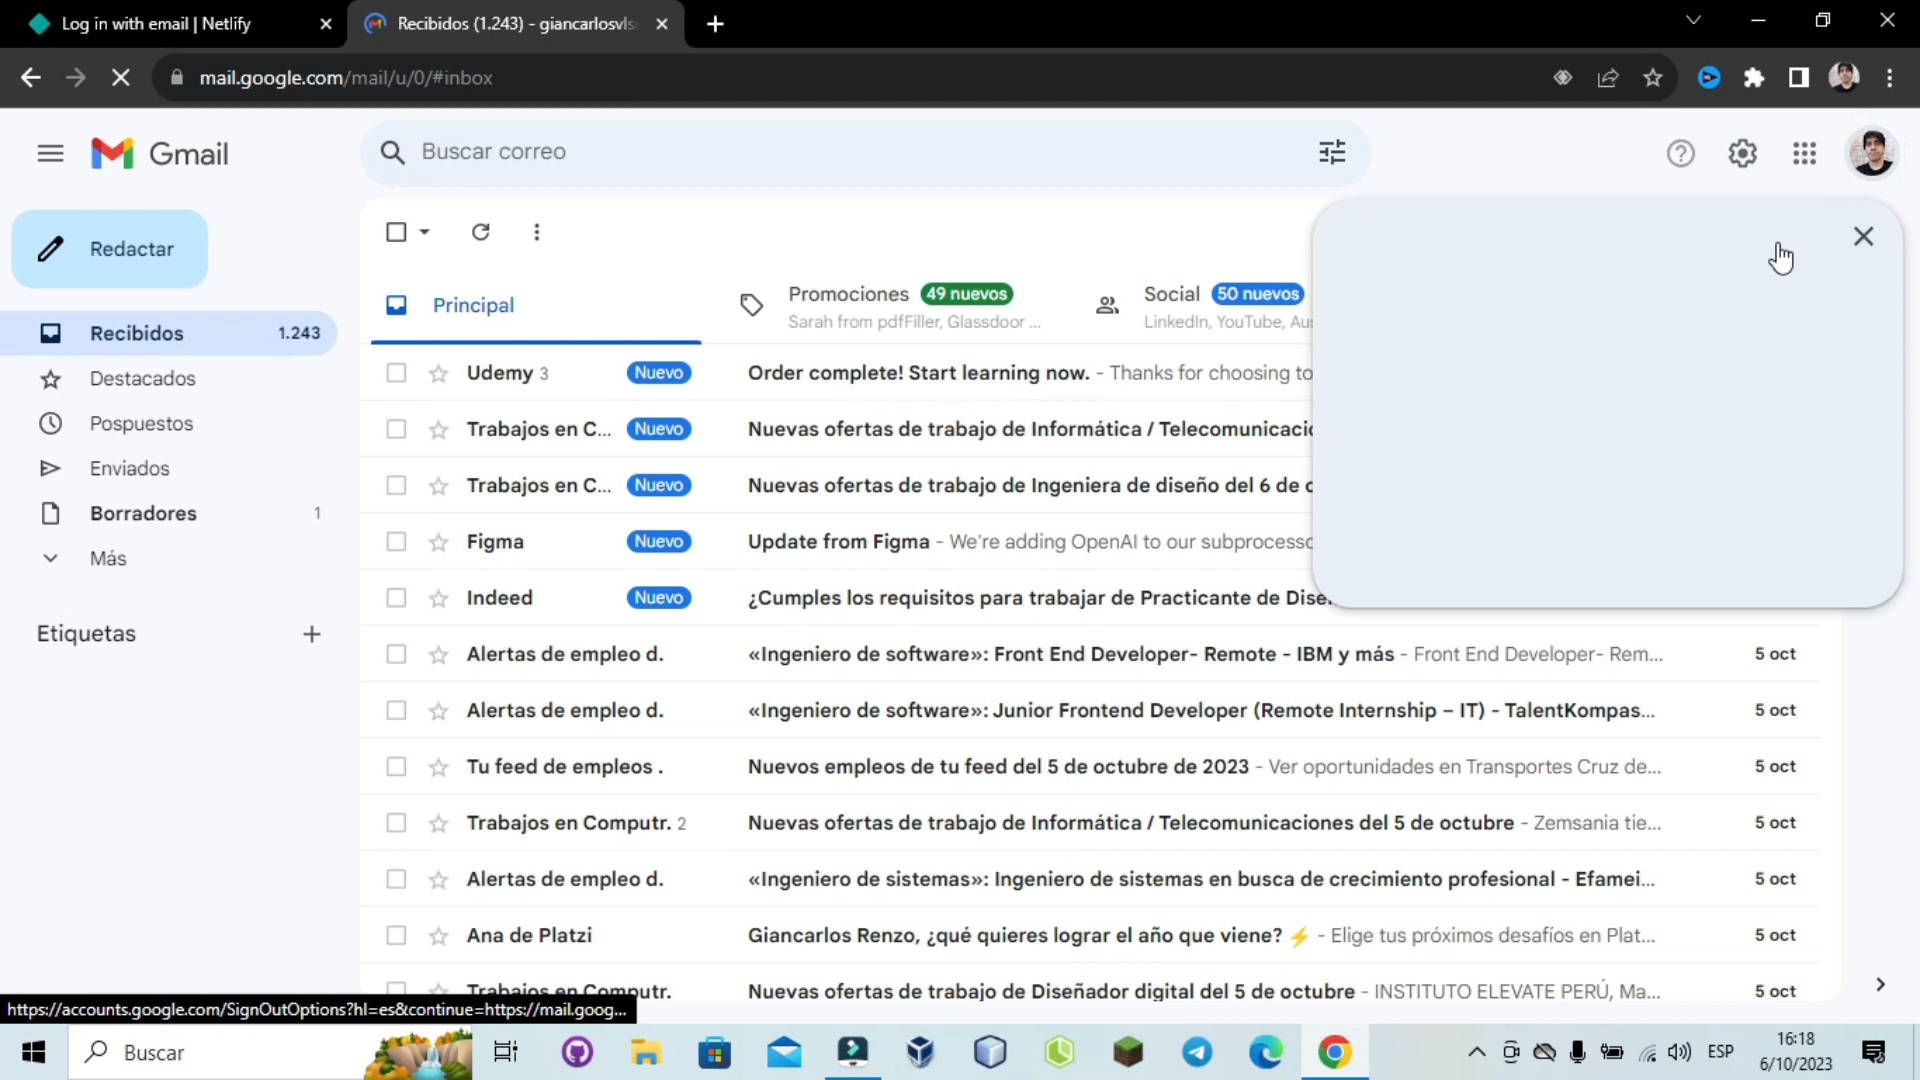 Log in with email | Netlify
Recibidos (1.243) - giancarlosvls
mail.google.com/mail/u/0/#inbox
Gmail
Buscar correo
Redactar
Recibidos 1.243
Destacados
Pospuestos
Enviados
Borradores 1
Más
Etiquetas
Principal
Promociones 49 nuevos
Sarah from pdfFiller, Glassdoor ...
Social 50 nuevos
LinkedIn, YouTube, Au
Udemy 3 Nuevo Order complete! Start learning now. - Thanks for choosing to
Trabajos en C... Nuevo Nuevas ofertas de trabajo de Informática / Telecomunicaci
Trabajos en C... Nuevo Nuevas ofertas de trabajo de Ingeniera de diseño del 6 de
Figma Nuevo Update from Figma - We're adding OpenAI to our subprocesso
Indeed Nuevo ¿Cumples los requisitos para trabajar de Practicante de Dise
Alertas de empleo d. «Ingeniero de software»: Front End Developer- Remote - IBM y más - Front End Developer- Rem... 5 oct
Alertas de empleo d. «Ingeniero de software»: Junior Frontend Developer (Remote Internship – IT) - TalentKompas... 5 oct
Tu feed de empleos . Nuevos empleos de tu feed del 5 de octubre de 2023 - Ver oportunidades en Transportes Cruz de... 5 oct
Trabajos en Computr. 2 Nuevas ofertas de trabajo de Informática / Telecomunicaciones del 5 de octubre - Zemsania tie... 5 oct
Alertas de empleo d. «Ingeniero de sistemas»: Ingeniero de sistemas en busca de crecimiento profesional - Efamei... 5 oct
Ana de Platzi Giancarlos Renzo, ¿qué quieres lograr el año que viene? ⚡ - Elige tus próximos desafíos en Plat... 5 oct
Trabajos en Computr. Nuevas ofertas de trabajo de Diseñador digital del 5 de octubre - INSTITUTO ELEVATE PERÚ, Ma... 5 oct
https://accounts.google.com/SignOutOptions?hl=es&continue=https://mail.goog...
Buscar
ESP
16:18
6/10/2023